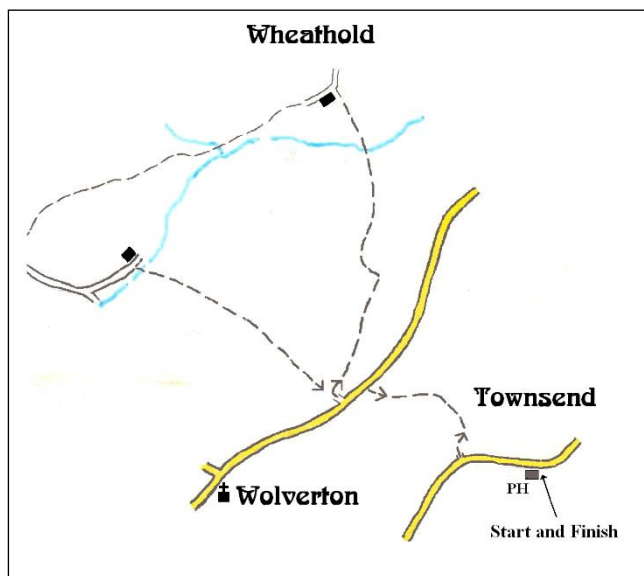 Wheathold
Townsend
PH
Wolverton
Start and Finish